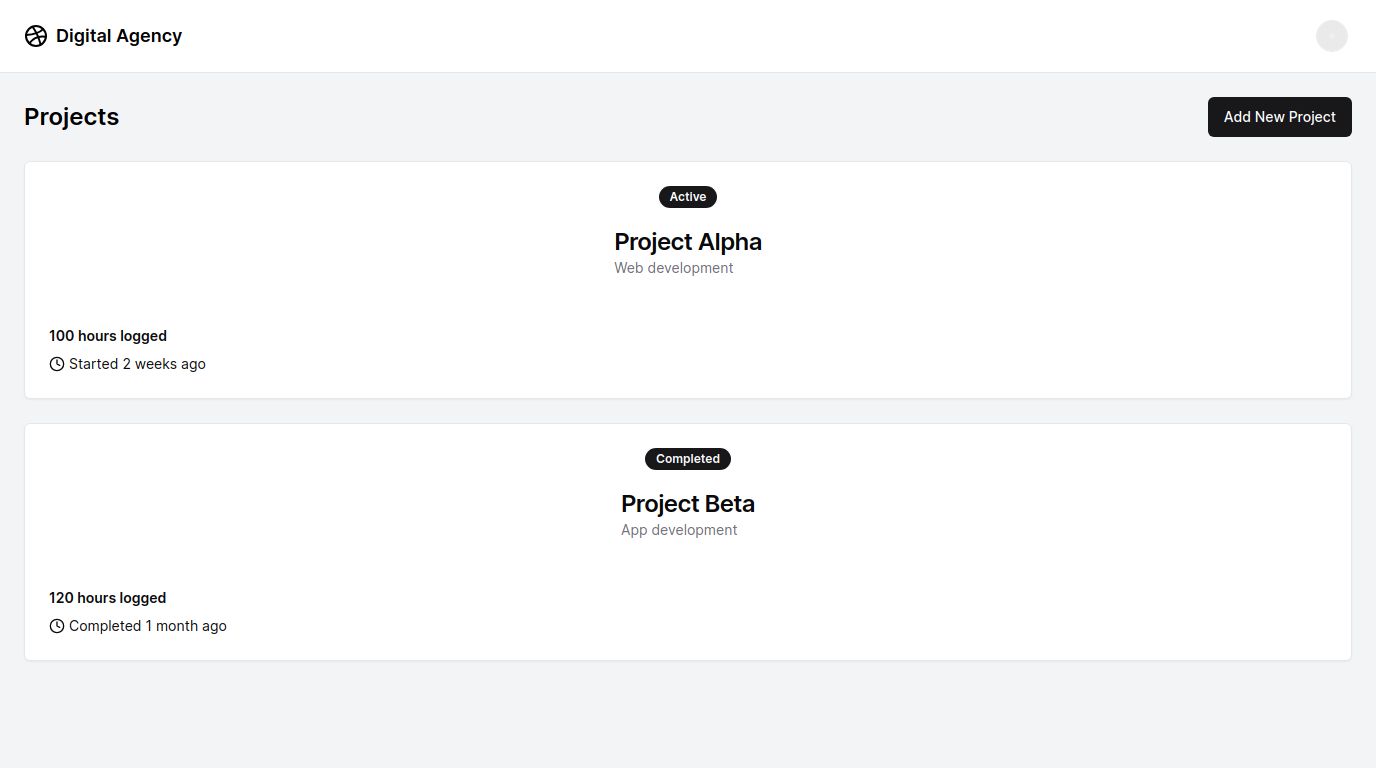 Digital Agency
Projects
Add New Project
Active
Project Alpha
Web development
100 hours logged
Started 2 weeks ago
Completed
Project Beta
App development
120 hours logged
Completed 1 month ago